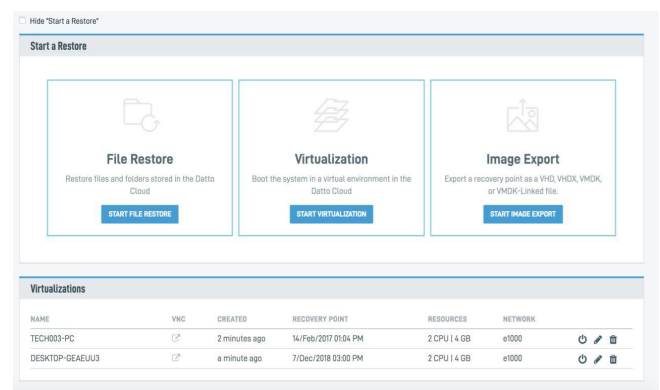 Hide "Start a Restore"
Start a Restore
File Restore
Restore files and folders stored in the Datto
Cloud
START FILE RESTORE
Virtualization
Boot the system in a virtual environment in the
Datto Cloud
START VIRTUALIZATION
Image Export
Export a recovery point as a VHD, VHDX, VMDK,
or VMDK-Linked file.
START IMAGE EXPORT
Virtualizations
NAME VNC CREATED RECOVERY POINT RESOURCES NETWORK
TECH003-PC 2 minutes ago 14/Feb/2017 01:04 PM 2 CPU | 4 GB e1000
DESKTOP-GEAEUU3 a minute ago 7/Dec/2018 03:00 PM 2 CPU | 4 GB e1000